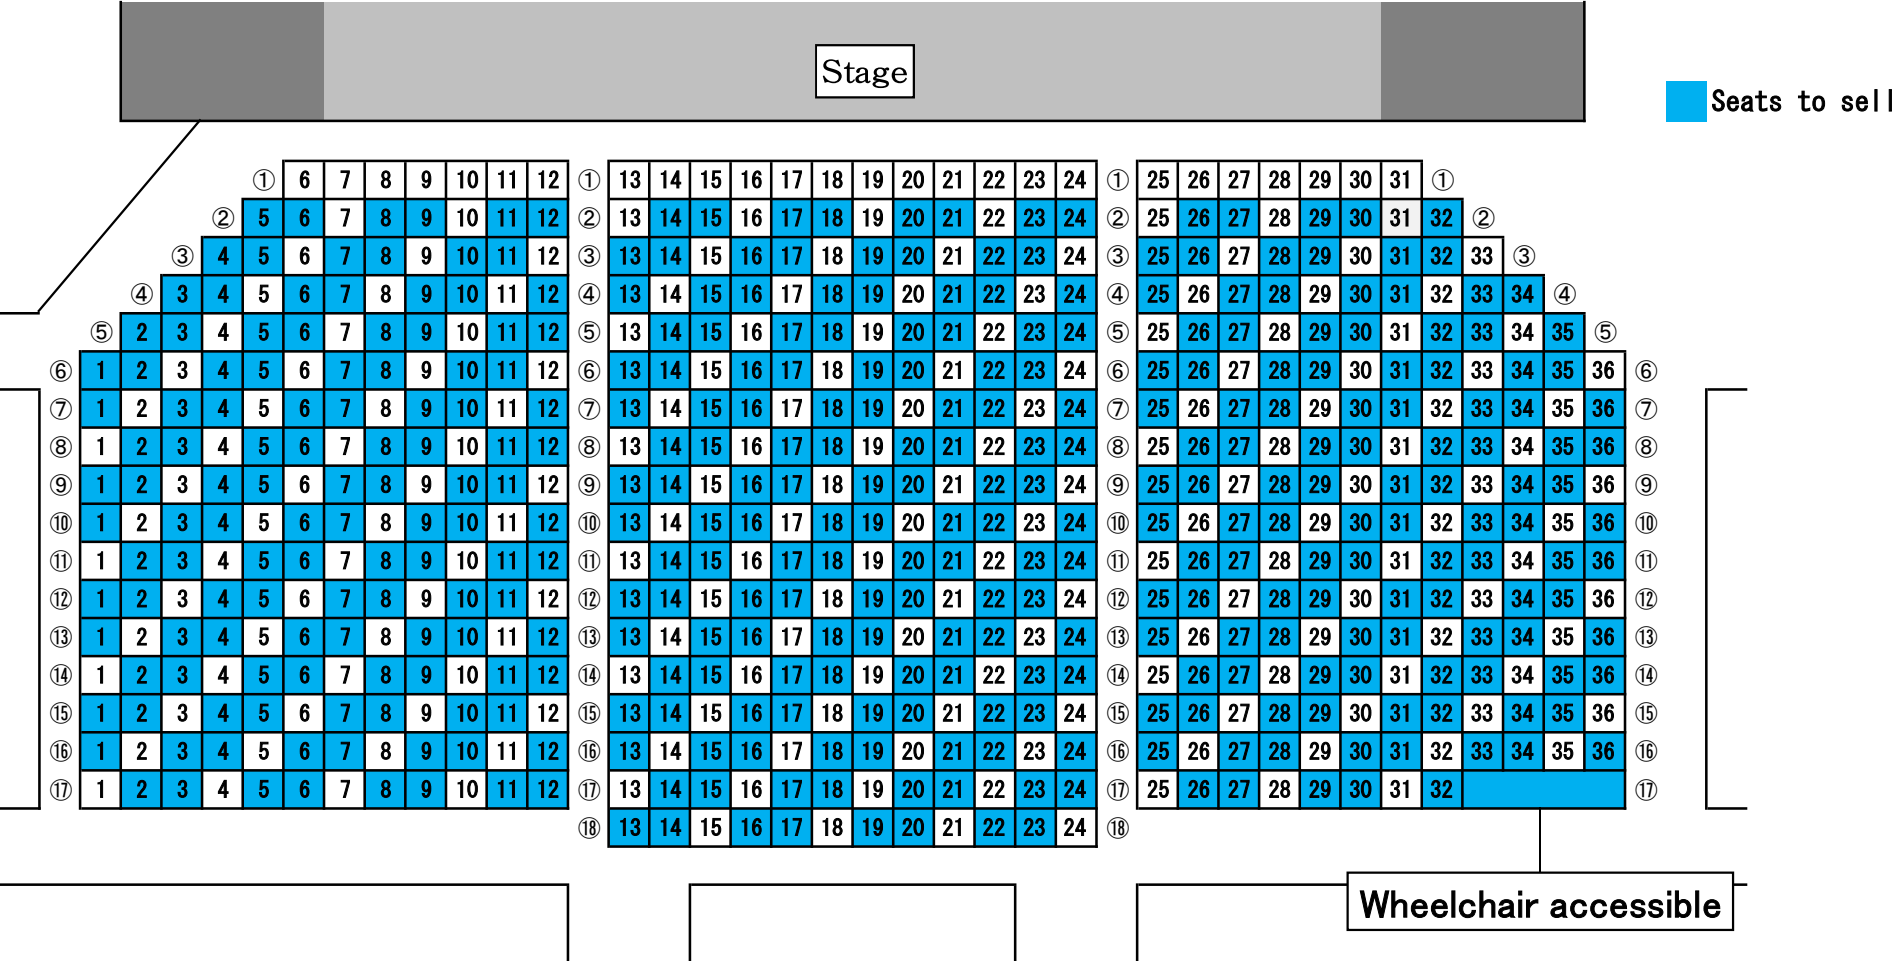 Stage
Seats to sell
① 6 7 8 9 10 11 12 ① 13 14 15 16 17 18 19 20 21 22 23 24 ① 25 26 27 28 29 30 31 ①
② 5 6 7 8 9 10 11 12 ② 13 14 15 16 17 18 19 20 21 22 23 24 ② 25 26 27 28 29 30 31 32 ②
③ 4 5 6 7 8 9 10 11 12 ③ 13 14 15 16 17 18 19 20 21 22 23 24 ③ 25 26 27 28 29 30 31 32 33 ③
④ 3 4 5 6 7 8 9 10 11 12 ④ 13 14 15 16 17 18 19 20 21 22 23 24 ④ 25 26 27 28 29 30 31 32 33 34 ④
⑤ 2 3 4 5 6 7 8 9 10 11 12 ⑤ 13 14 15 16 17 18 19 20 21 22 23 24 ⑤ 25 26 27 28 29 30 31 32 33 34 35 ⑤
⑥ 1 2 3 4 5 6 7 8 9 10 11 12 ⑥ 13 14 15 16 17 18 19 20 21 22 23 24 ⑥ 25 26 27 28 29 30 31 32 33 34 35 36 ⑥
⑦ 1 2 3 4 5 6 7 8 9 10 11 12 ⑦ 13 14 15 16 17 18 19 20 21 22 23 24 ⑦ 25 26 27 28 29 30 31 32 33 34 35 36 ⑦
⑧ 1 2 3 4 5 6 7 8 9 10 11 12 ⑧ 13 14 15 16 17 18 19 20 21 22 23 24 ⑧ 25 26 27 28 29 30 31 32 33 34 35 36 ⑧
⑨ 1 2 3 4 5 6 7 8 9 10 11 12 ⑨ 13 14 15 16 17 18 19 20 21 22 23 24 ⑨ 25 26 27 28 29 30 31 32 33 34 35 36 ⑨
⑩ 1 2 3 4 5 6 7 8 9 10 11 12 ⑩ 13 14 15 16 17 18 19 20 21 22 23 24 ⑩ 25 26 27 28 29 30 31 32 33 34 35 36 ⑩
⑪ 1 2 3 4 5 6 7 8 9 10 11 12 ⑪ 13 14 15 16 17 18 19 20 21 22 23 24 ⑪ 25 26 27 28 29 30 31 32 33 34 35 36 ⑪
⑫ 1 2 3 4 5 6 7 8 9 10 11 12 ⑫ 13 14 15 16 17 18 19 20 21 22 23 24 ⑫ 25 26 27 28 29 30 31 32 33 34 35 36 ⑫
⑬ 1 2 3 4 5 6 7 8 9 10 11 12 ⑬ 13 14 15 16 17 18 19 20 21 22 23 24 ⑬ 25 26 27 28 29 30 31 32 33 34 35 36 ⑬
⑭ 1 2 3 4 5 6 7 8 9 10 11 12 ⑭ 13 14 15 16 17 18 19 20 21 22 23 24 ⑭ 25 26 27 28 29 30 31 32 33 34 35 36 ⑭
⑮ 1 2 3 4 5 6 7 8 9 10 11 12 ⑮ 13 14 15 16 17 18 19 20 21 22 23 24 ⑮ 25 26 27 28 29 30 31 32 33 34 35 36 ⑮
⑯ 1 2 3 4 5 6 7 8 9 10 11 12 ⑯ 13 14 15 16 17 18 19 20 21 22 23 24 ⑯ 25 26 27 28 29 30 31 32 33 34 35 36 ⑯
⑰ 1 2 3 4 5 6 7 8 9 10 11 12 ⑰ 13 14 15 16 17 18 19 20 21 22 23 24 ⑰ 25 26 27 28 29 30 31 32 ⑰
⑱ 13 14 15 16 17 18 19 20 21 22 23 24 ⑱
Wheelchair accessible